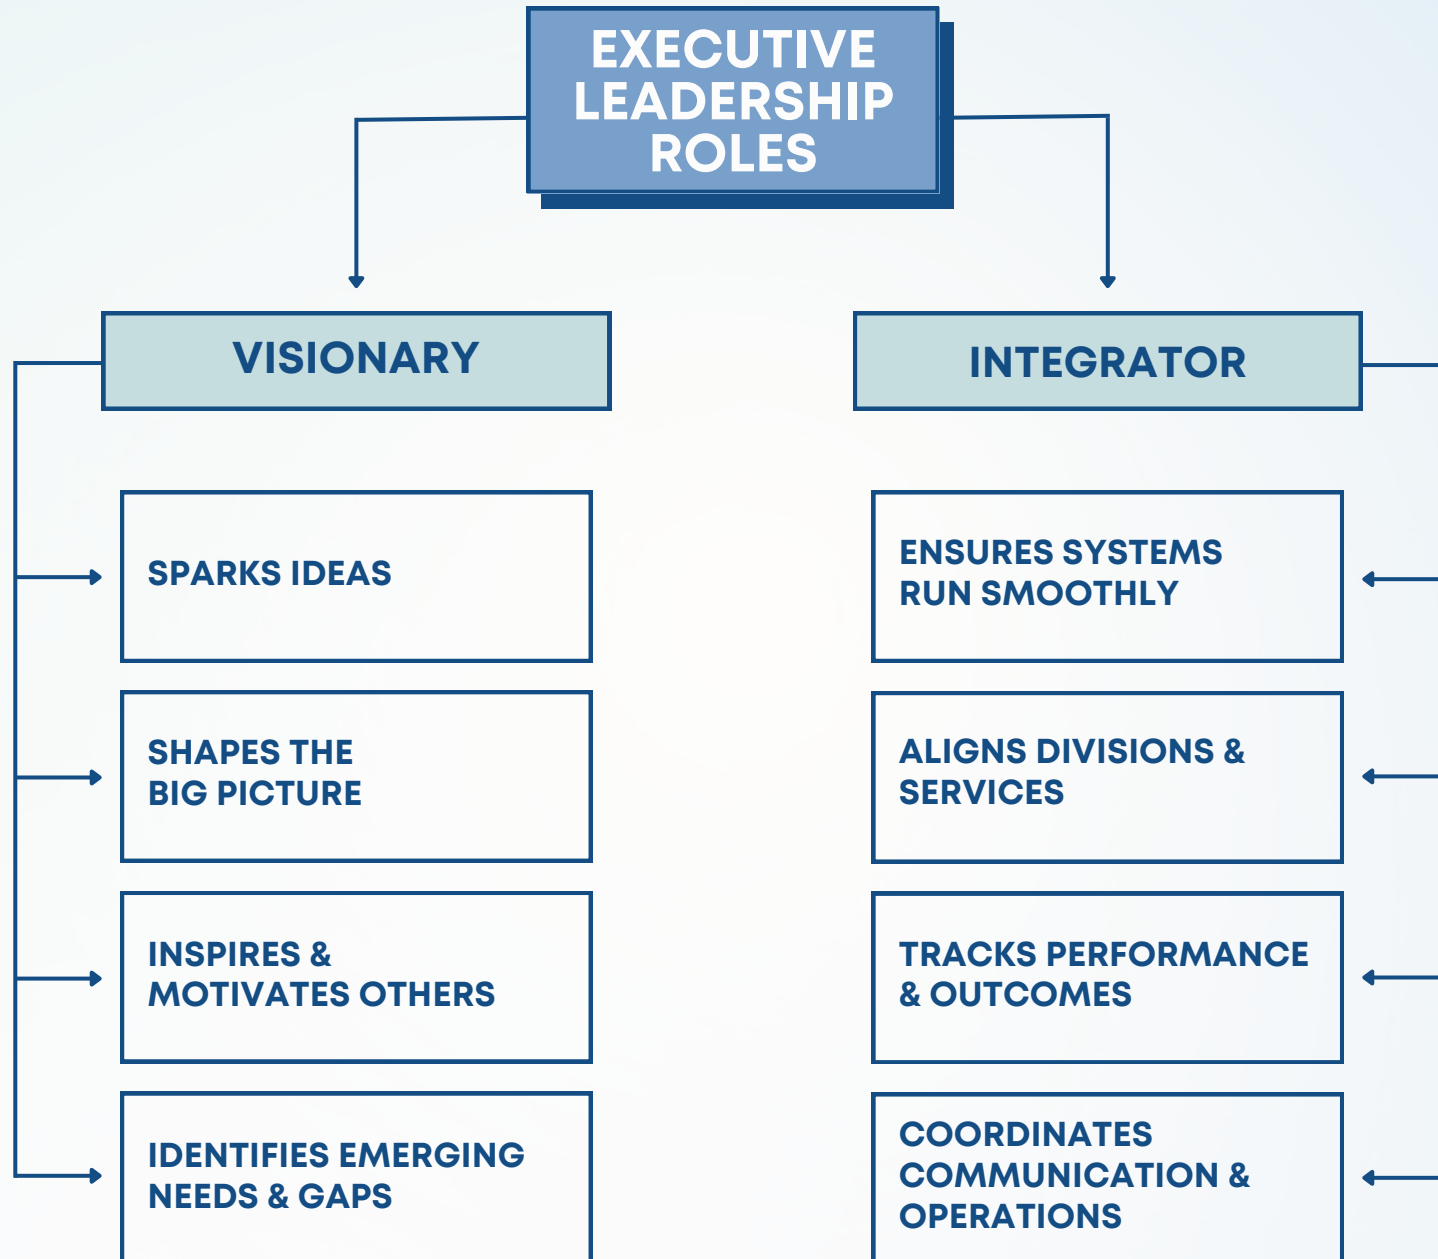 EXECUTIVE
LEADERSHIP
ROLES
VISIONARY
SPARKS IDEAS
SHAPES THE
BIG PICTURE
INSPIRES &
MOTIVATES OTHERS
IDENTIFIES EMERGING
NEEDS & GAPS
INTEGRATOR
ENSURES SYSTEMS
RUN SMOOTHLY
ALIGNS DIVISIONS &
SERVICES
TRACKS PERFORMANCE
& OUTCOMES
COORDINATES
COMMUNICATION &
OPERATIONS